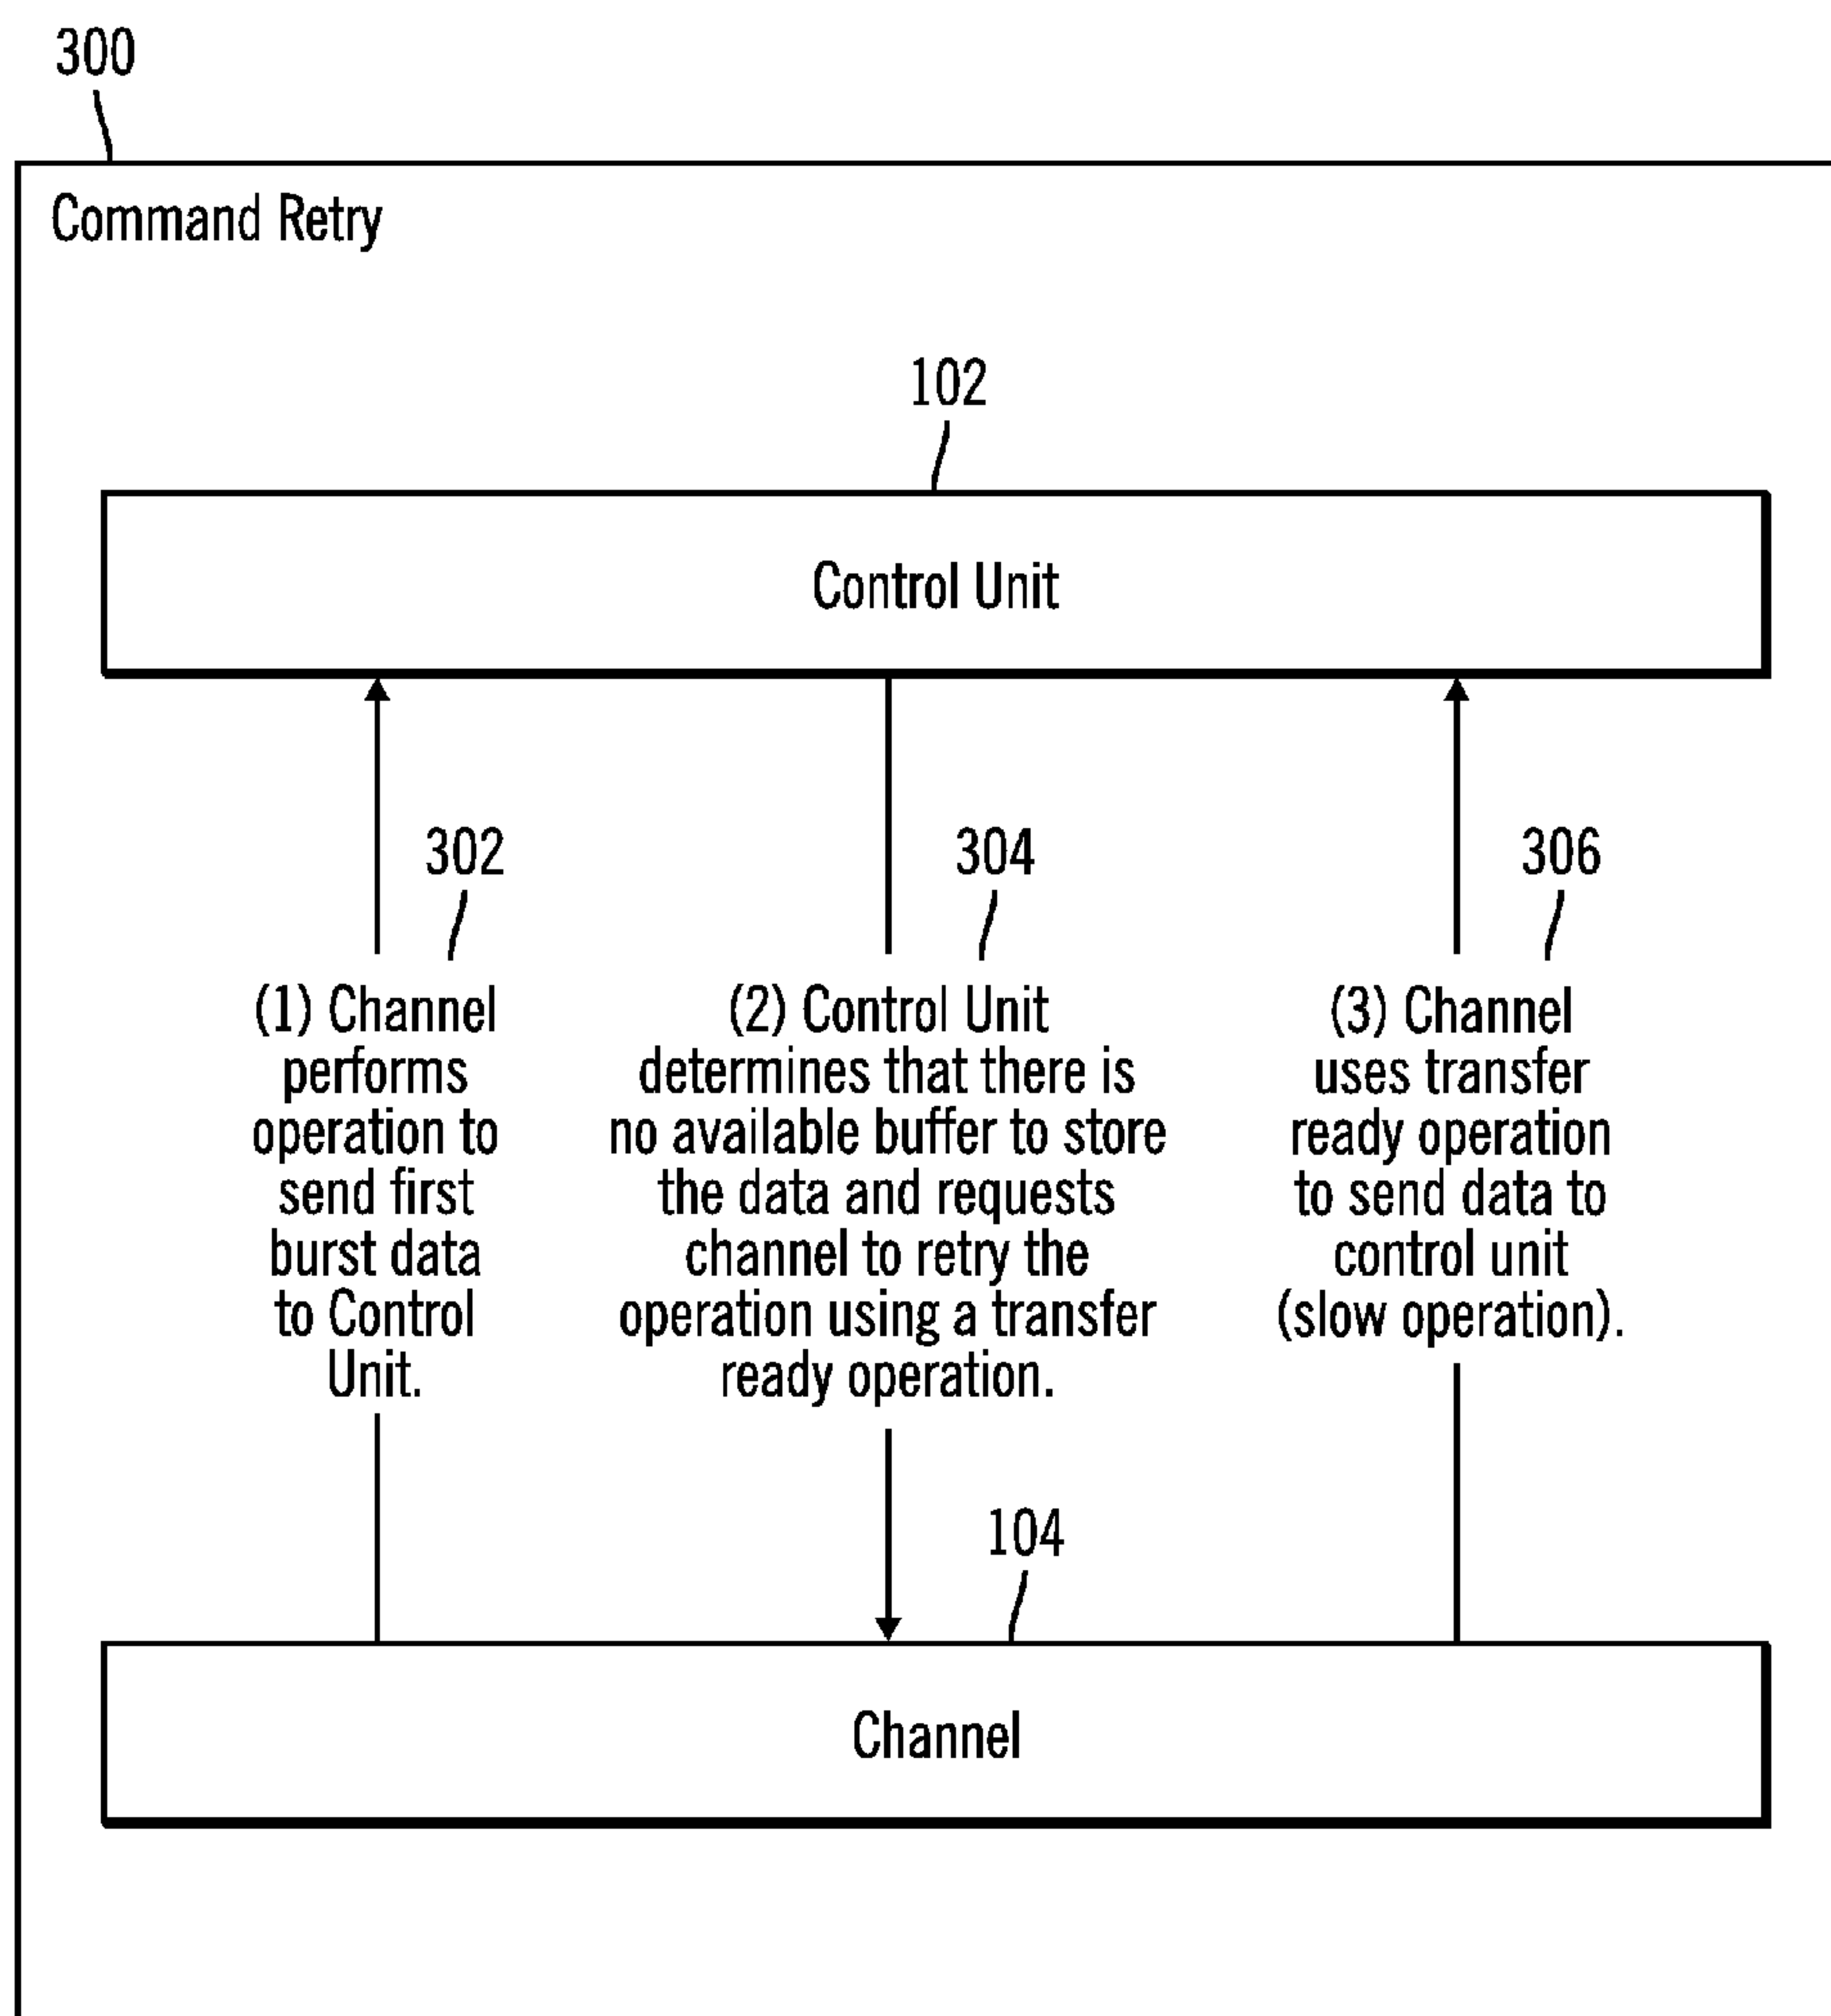 300
Command Retry
102
Control Unit
302
(1) Channel
performs
operation to
send first
burst data
to Control
Unit.
304
(2) Control Unit
determines that there is
no available buffer to store
the data and requests
channel to retry the
operation using a transfer
ready operation.
306
(3) Channel
uses transfer
ready operation
to send data to
control unit
(slow operation).
104
Channel